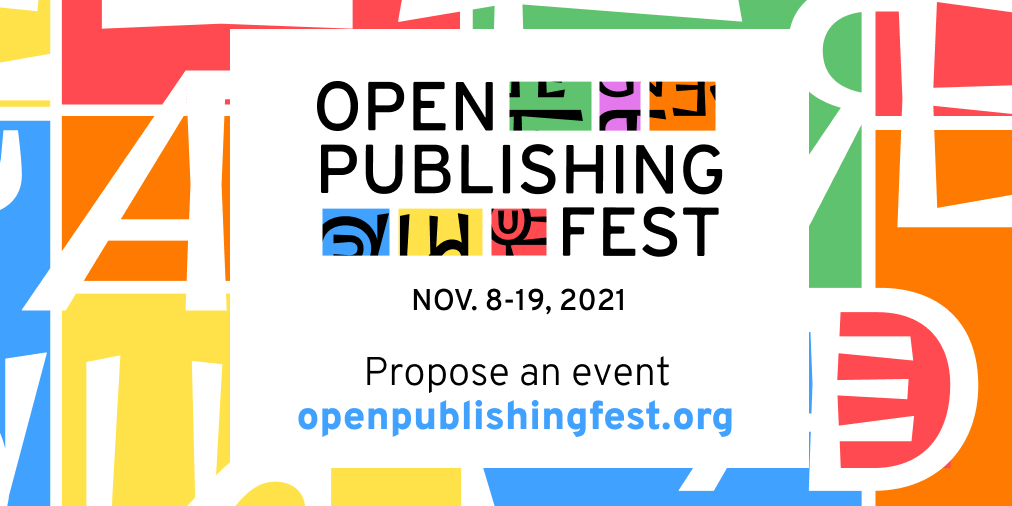 OPEN
PUBLISHING
FEST
NOV. 8-19, 2021
Propose an event
openpublishingfest.org